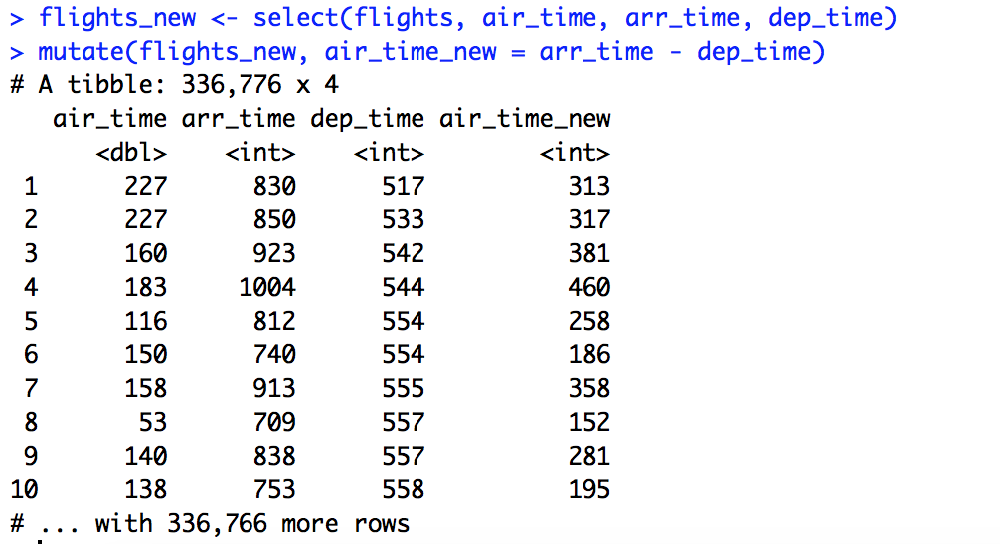 > flights_new <- select(flights, air_time, arr_time, dep_time)
> mutate(flights_new, air_time_new = arr_time - dep_time)
# A tibble: 336,776 x 4
   air_time arr_time dep_time air_time_new
      <dbl>    <int>    <int>        <int>
 1      227      830      517          313
 2      227      850      533          317
 3      160      923      542          381
 4      183     1004      544          460
 5      116      812      554          258
 6      150      740      554          186
 7      158      913      555          358
 8       53      709      557          152
 9      140      838      557          281
10      138      753      558          195
# ... with 336,766 more rows